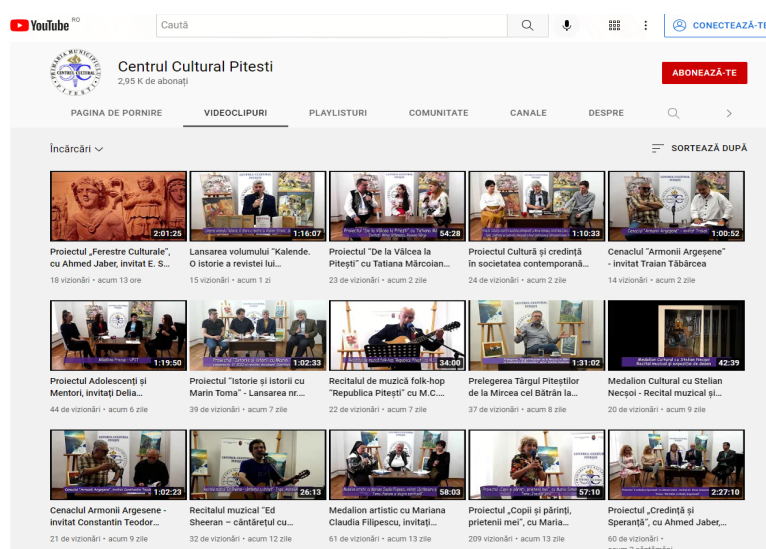 YouTube RO
Caută
CONECTEAZĂ-TE
Centrul Cultural Pitesti
2,95 K de abonați
ABONEAZĂ-TE
PAGINA DE PORNIRE VIDEOCLIPURI PLAYLISTURI COMUNITATE CANALE DESPRE
Încărcări SORTEAZĂ DUPĂ
2:01:25 1:16:07 54:28 1:10:33 1:00:52
Proiectul „Ferestre Culturale”, Lansarea volumului "Kalende. Proiectul "De la Vâlcea la Proiectul Cultură și credință Cenaclul "Armonii Argeșene"
cu Ahmed Jaber, invitat E. S... O istorie a revistei lui... Pitești" cu Tatiana Mărcoian... în societatea contemporană... - invitat Traian Tăbărcea
18 vizionări • acum 13 ore 15 vizionări • acum 1 zi 23 de vizionări • acum 2 zile 24 de vizionări • acum 2 zile 14 vizionări • acum 2 zile
1:19:50 1:02:33 34:00 1:31:02 42:39
Proiectul Adolescenți și Proiectul "Istorie și istorii cu Recitalul de muzică folk-hop Prelegerea Târgul Piteștilor Medalion Cultural cu Stelian
Mentori, invitați Delia... Marin Toma" - Lansarea nr.... "Republica Pitești" cu M.C.... de la Mircea cel Bătrân la... Necșoi - Recital muzical și...
44 de vizionări • acum 6 zile 39 de vizionări • acum 7 zile 22 de vizionări • acum 7 zile 37 de vizionări • acum 8 zile 20 de vizionări • acum 9 zile
1:02:23 26:13 58:03 57:10 2:27:10
Cenaclul Armonii Argesene - Recitalul muzical "Ed Medalion artistic cu Mariana Proiectul „Copii și părinți, Proiectul „Credință și
invitat Constantin Teodor... Sheeran – cântărețul cu... Claudia Filipescu, invitați... prietenii mei", cu Maria... Speranță”, cu Ahmed Jaber,...
21 de vizionări • acum 9 zile 32 de vizionări • acum 12 zile 61 de vizionări • acum 13 zile 209 vizionări • acum 13 zile 60 de vizionări •